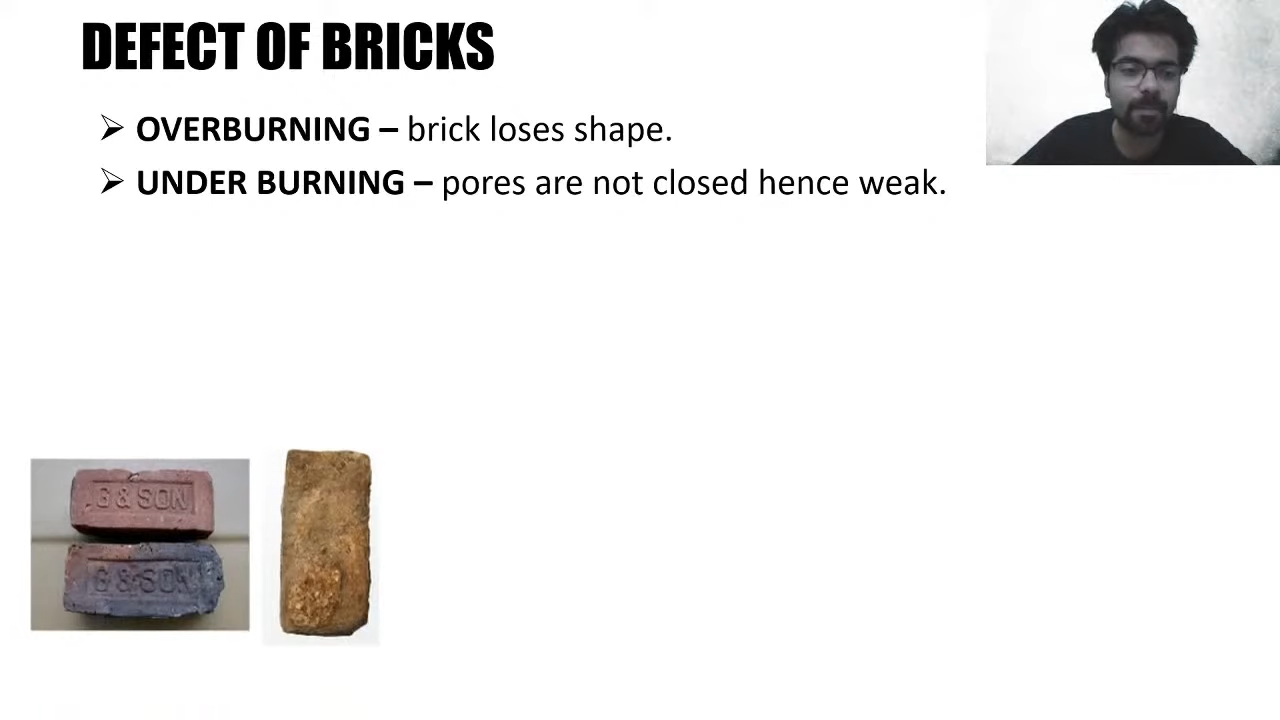 DEFECT OF BRICKS
➢ OVERBURNING – brick loses shape.
➢ UNDER BURNING – pores are not closed hence weak.
G & SON
G & SON